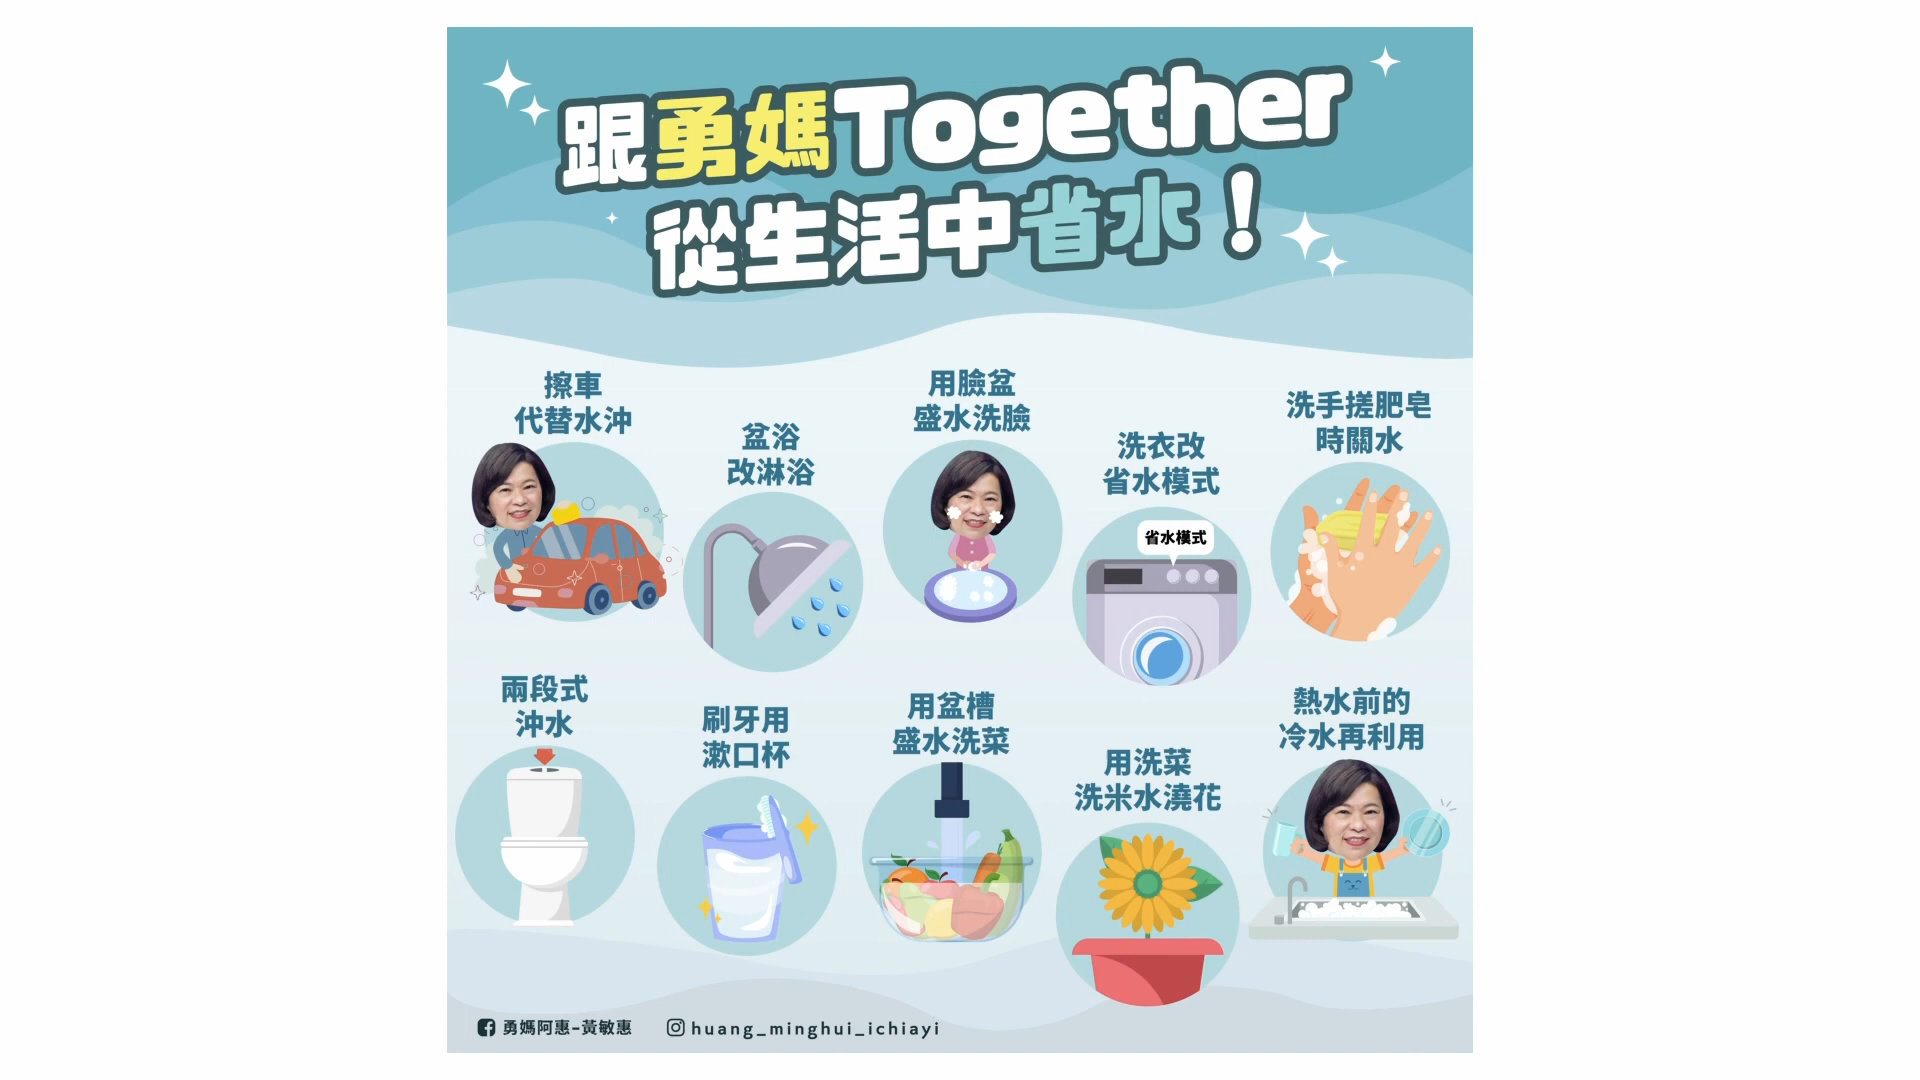 跟勇媽Together
從生活中省水！
擦車
代替水沖
盆浴
改淋浴
用臉盆
盛水洗臉
洗衣改
省水模式
省水模式
洗手搓肥皂
時關水
兩段式
沖水
刷牙用
漱口杯
用盆槽
盛水洗菜
用洗菜
洗米水澆花
熱水前的
冷水再利用
勇媽阿惠-黃敏惠
huang_minghui_ichiayi